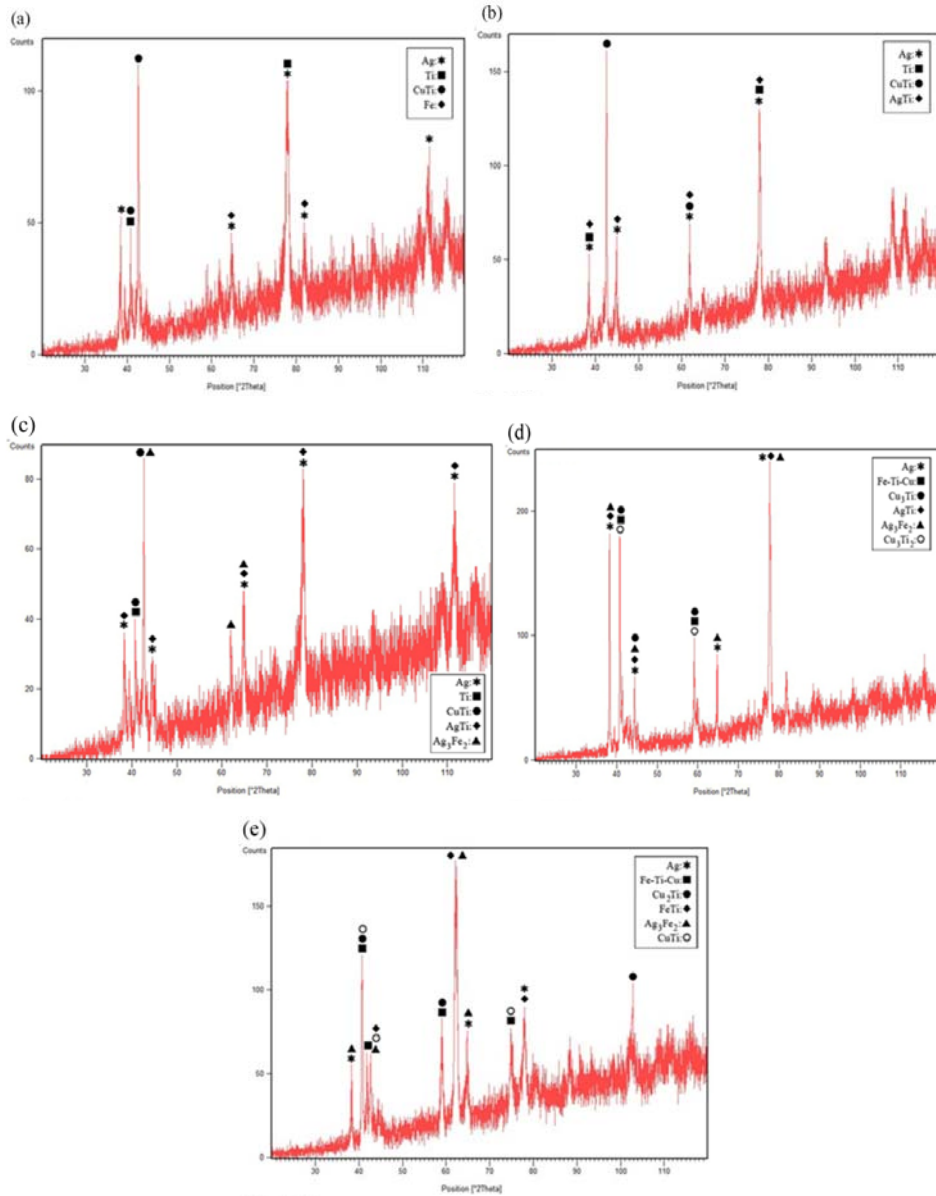 (a)
Counts
Ag:✱
Ti:■
CuTi:●
Fe:◆
100
50
0
30 40 50 60 70 80 90 100 110
Position [°2Theta]
(b)
Counts
Ag:✱
Ti:■
CuTi:●
AgTi:◆
150
100
50
0
30 40 50 60 70 80 90 100 110
Position [°2Theta]
(c)
Counts
80
60
40
20
0
Ag:✱
Ti:■
CuTi:●
AgTi:◆
Ag₃Fe₂:▲
30 40 50 60 70 80 90 100 110
Position [°2Theta]
(d)
Counts
Ag:✱
Fe-Ti-Cu:■
Cu₃Ti:●
AgTi:◆
Ag₃Fe₂:▲
Cu₃Ti₂:○
200
100
0
30 40 50 60 70 80 90 100 110
Position [°2Theta]
(e)
Counts
Ag:✱
Fe-Ti-Cu:■
Cu₂Ti:●
FeTi:◆
Ag₃Fe₂:▲
CuTi:○
150
100
50
0
30 40 50 60 70 80 90 100 110
Position [°2Theta]